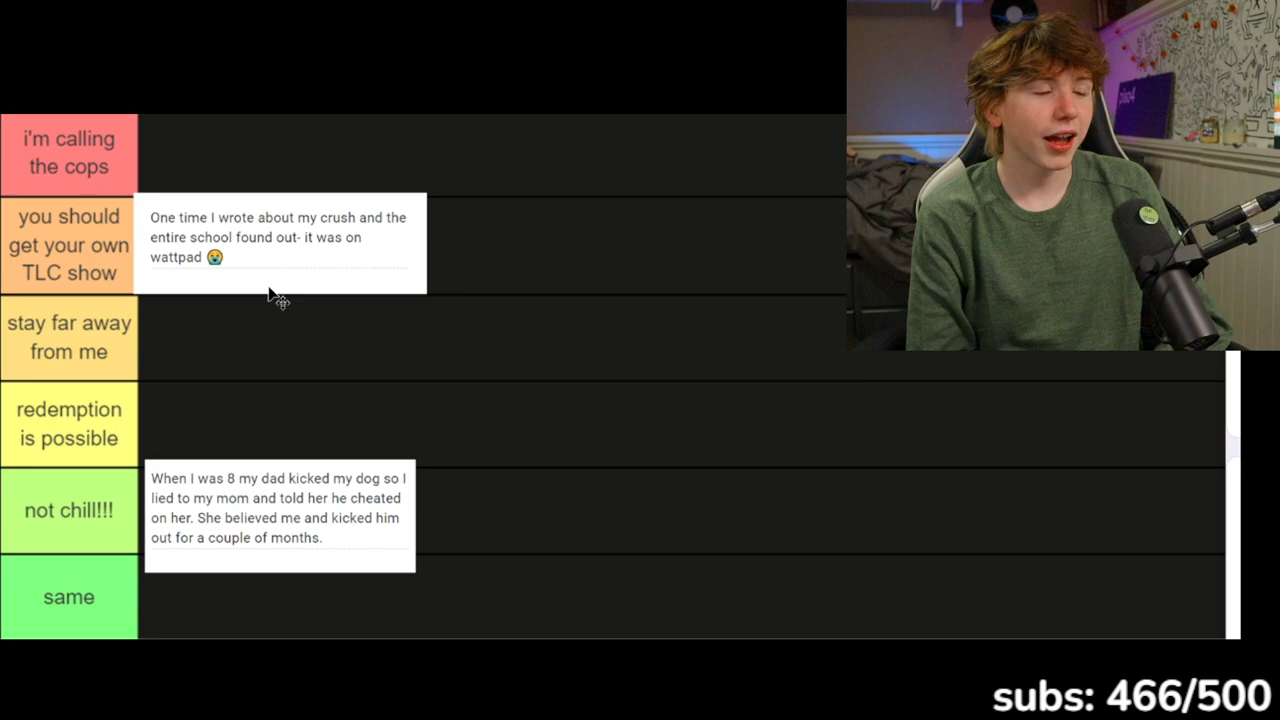 i'm calling
the cops
you should
get your own
TLC show
One time I wrote about my crush and the
entire school found out- it was on
wattpad 😭
stay far away
from me
redemption
is possible
not chill!!!
When I was 8 my dad kicked my dog so I
lied to my mom and told her he cheated
on her. She believed me and kicked him
out for a couple of months.
same
subs: 466/500